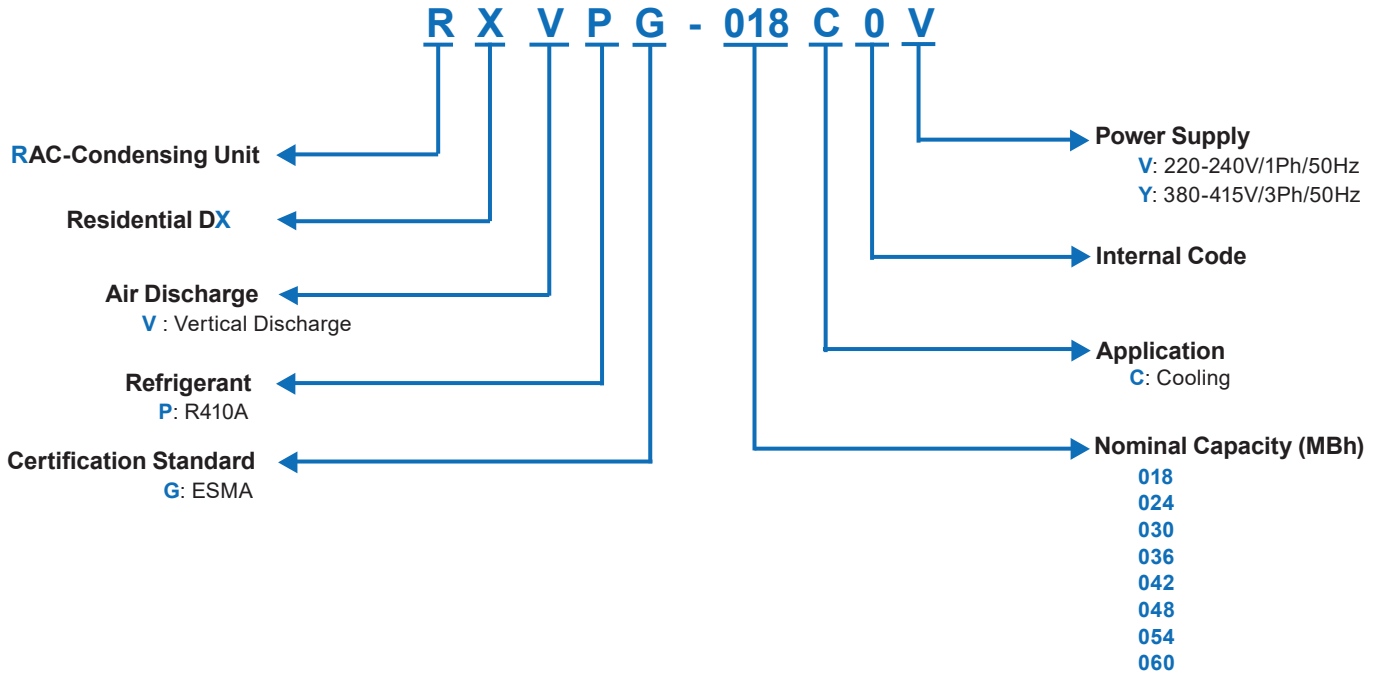 R X V P G - 018 C 0 V
RAC-Condensing Unit
Residential DX
Air Discharge
V : Vertical Discharge
Refrigerant
P: R410A
Certification Standard
G: ESMA
Power Supply
V: 220-240V/1Ph/50Hz
Y: 380-415V/3Ph/50Hz
Internal Code
Application
C: Cooling
Nominal Capacity (MBh)
018
024
030
036
042
048
054
060